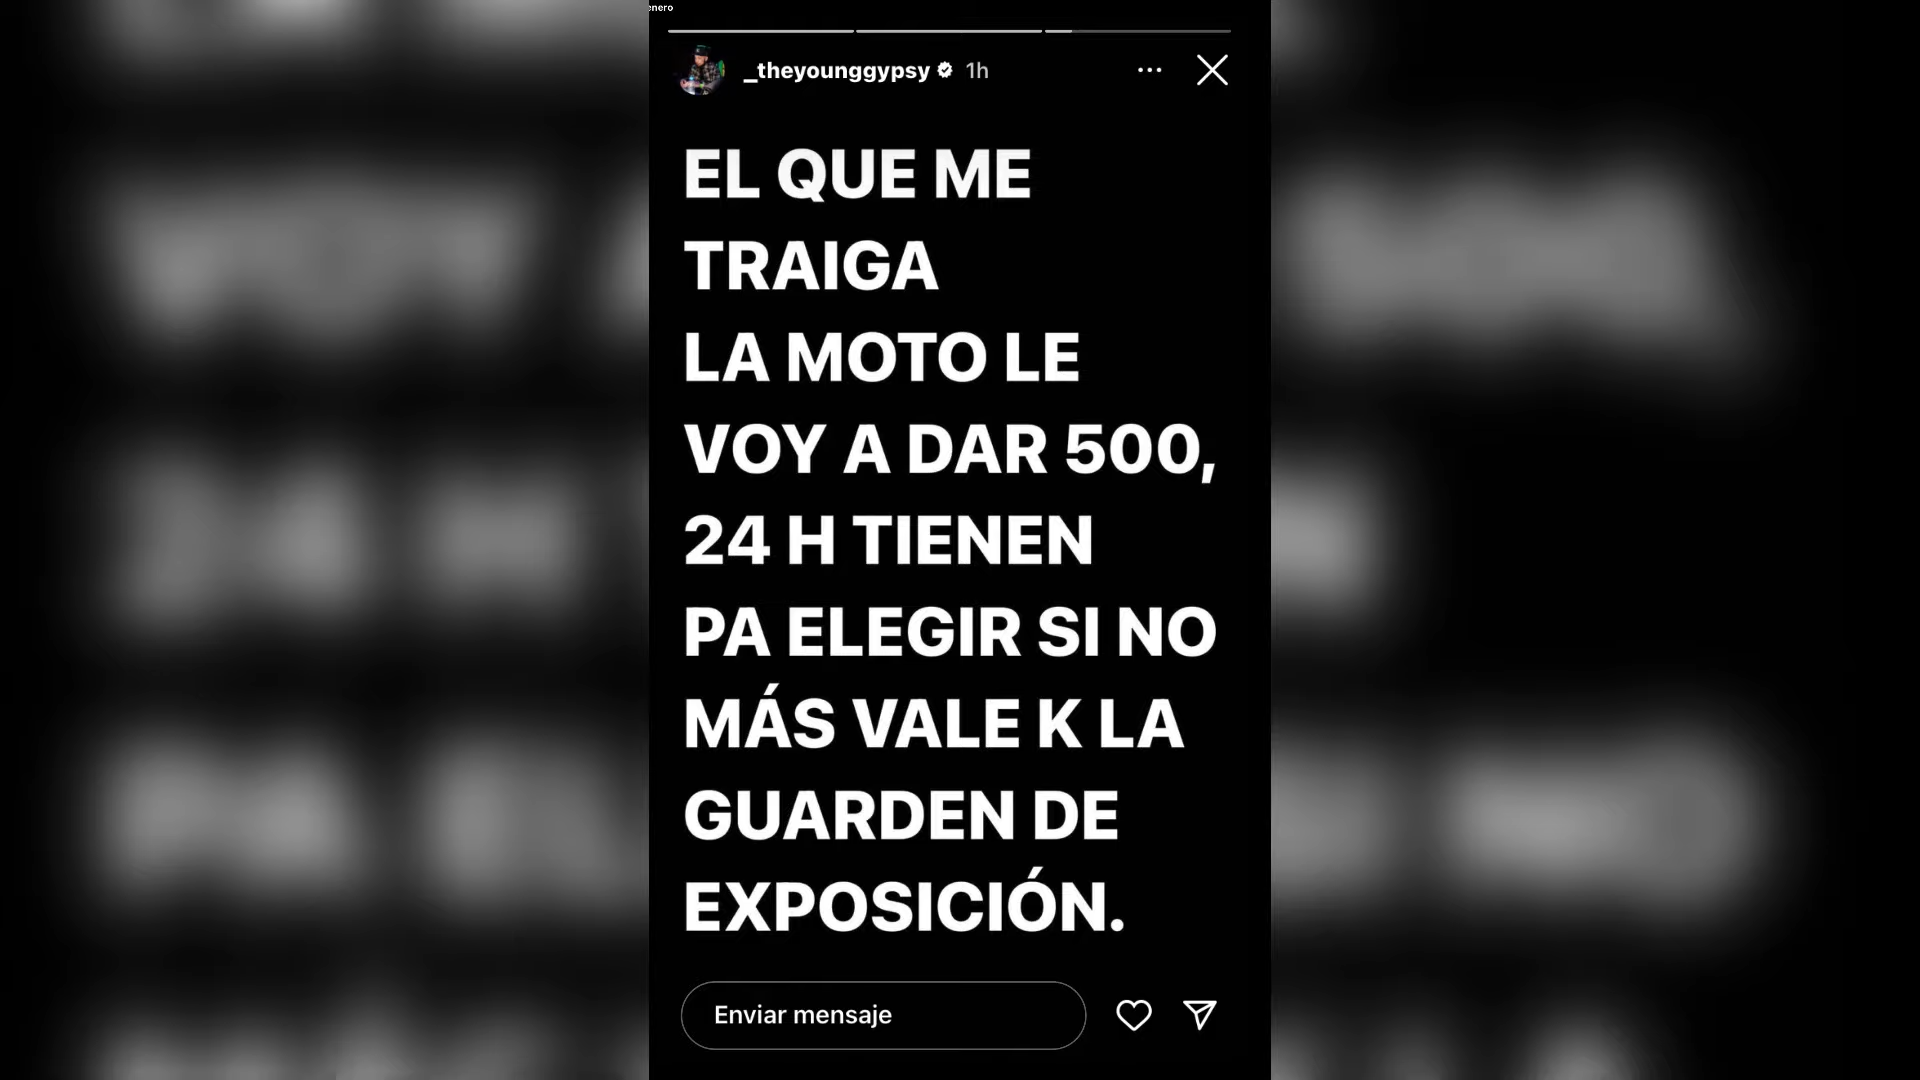 enero
_theyounggypsy 1h
EL QUE ME
TRAIGA
LA MOTO LE
VOY A DAR 500,
24 H TIENEN
PA ELEGIR SI NO
MÁS VALE K LA
GUARDEN DE
EXPOSICIÓN.
Enviar mensaje